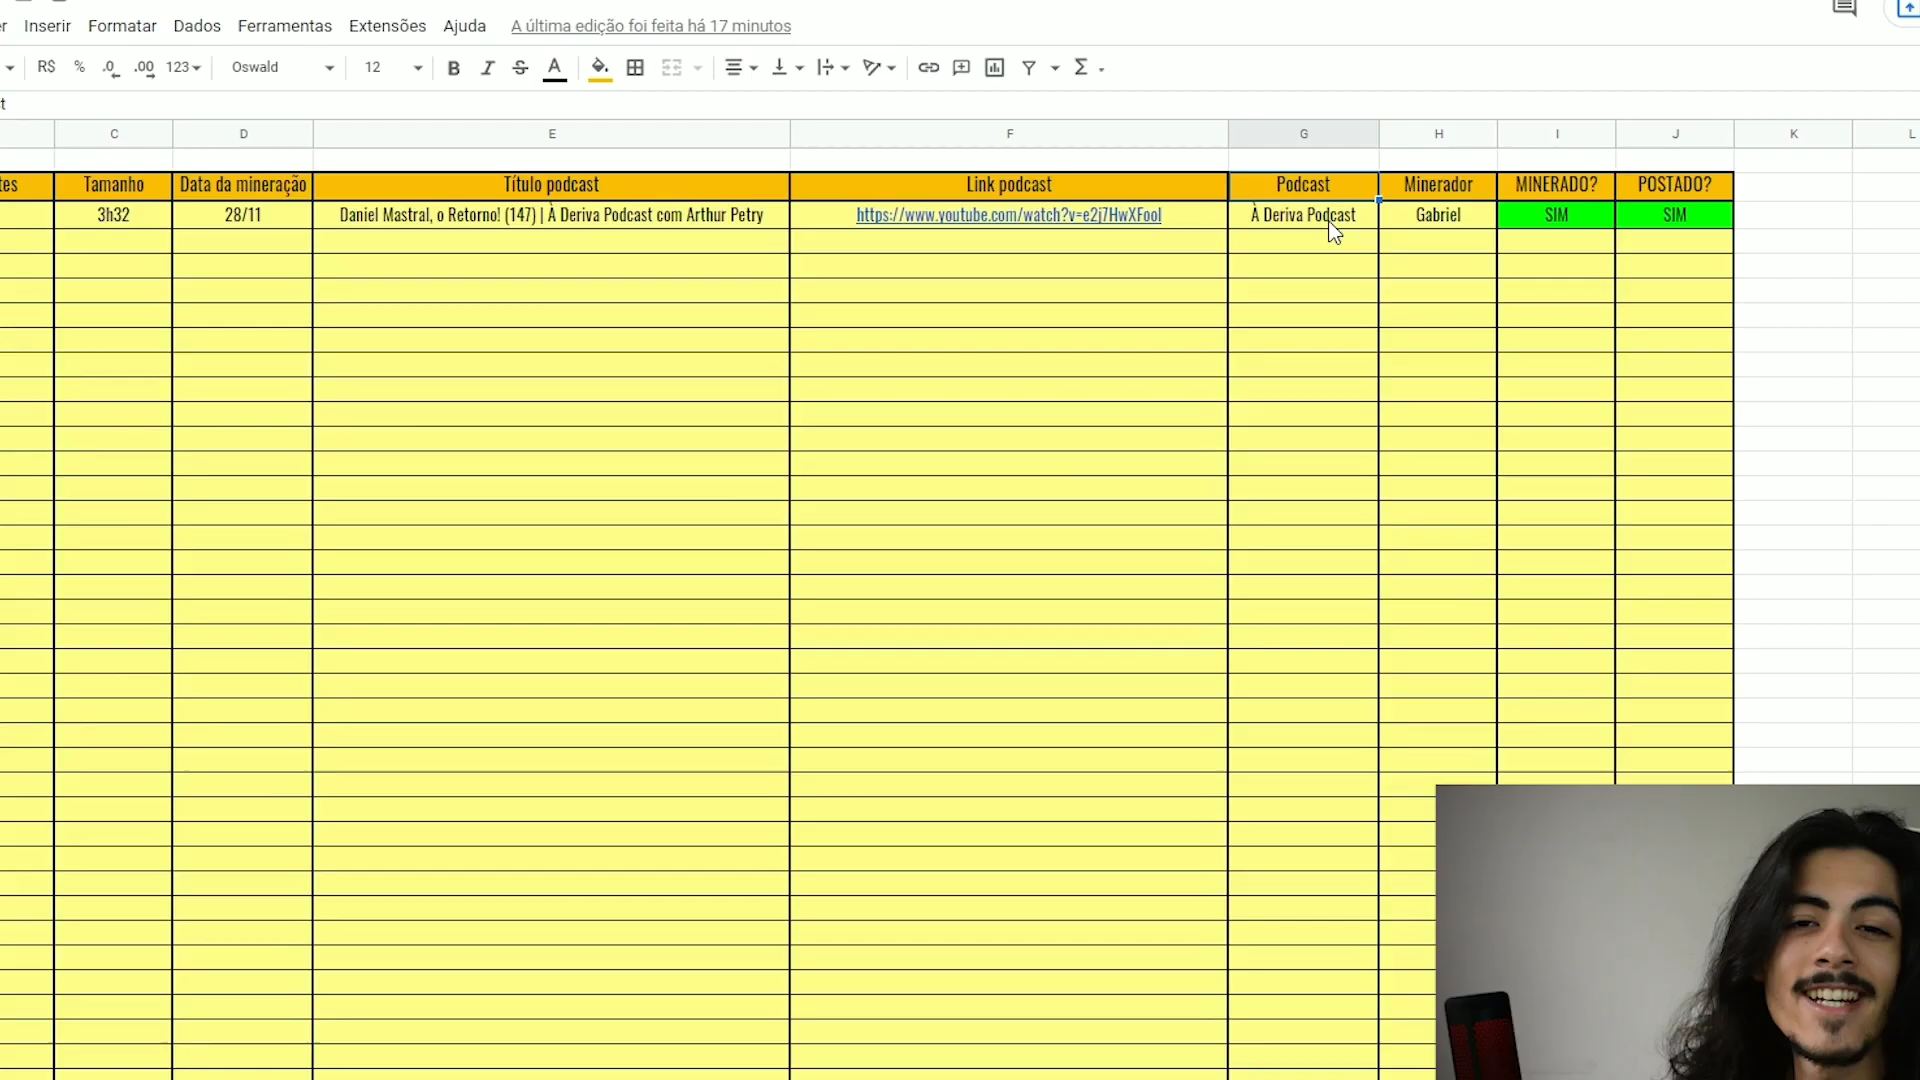 Inserir Formatar Dados Ferramentas Extensões Ajuda A última edição foi feita há 17 minutos
R$ % .0 .00 123 Oswald 12 B I S A Σ
C D E F G H I J K L
Tamanho Data da mineração Título podcast Link podcast Podcast Minerador MINERADO? POSTADO?
3h32 28/11 Daniel Mastral, o Retorno! (147) | À Deriva Podcast com Arthur Petry https://www.youtube.com/watch?v=e2j7HwXFooI À Deriva Podcast Gabriel SIM SIM